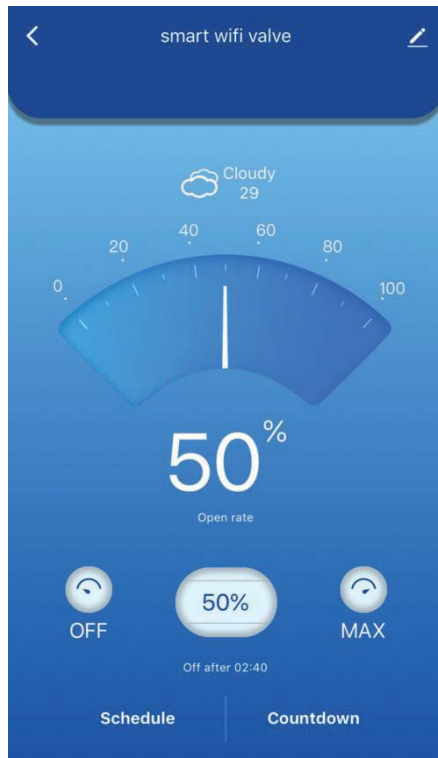 smart wifi valve
Cloudy
29
40 60
20 80
0 100
50%
Open rate
50%
OFF MAX
Off after 02:40
Schedule Countdown